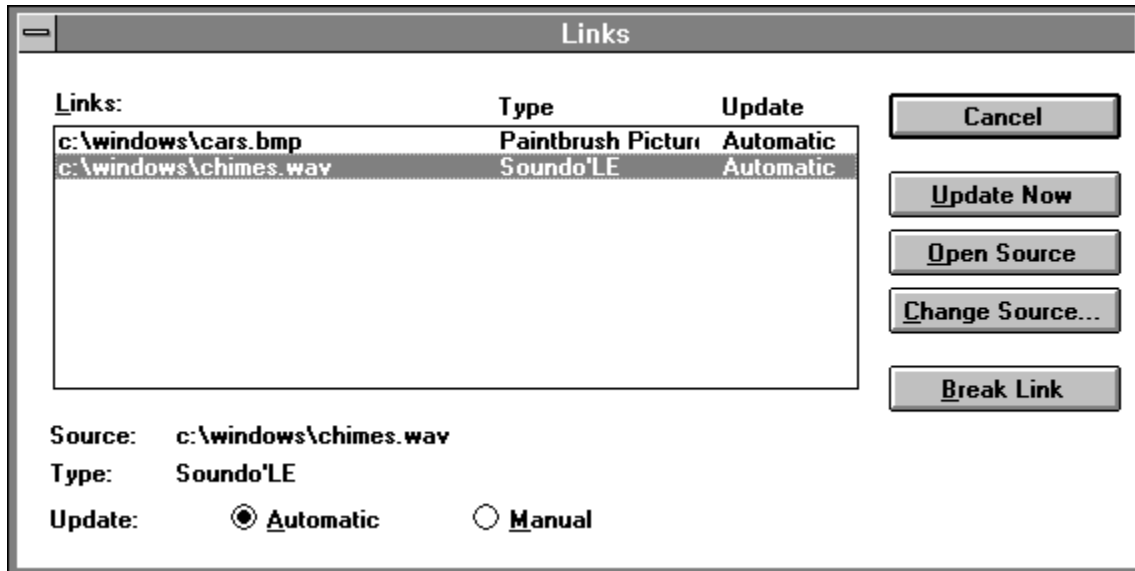 Links
Links: Type Update
c:\windows\cars.bmp Paintbrush Picture Automatic
c:\windows\chimes.wav Soundo'LE Automatic
Cancel
Update Now
Open Source
Change Source...
Break Link
Source: c:\windows\chimes.wav
Type: Soundo'LE
Update: Automatic Manual